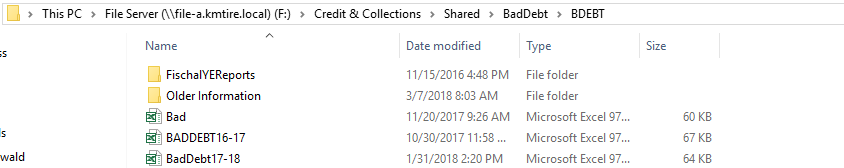 This PC > File Server (\\file-a.kmtire.local) (F:) > Credit & Collections > Shared > BadDebt > BDEBT
Name Date modified Type Size
ss
FischalYEReports 11/15/2016 4:48 PM File folder
Older Information 3/7/2018 8:03 AM File folder
Bad 11/20/2017 9:26 AM Microsoft Excel 97... 60 KB
ds BADDEBT16-17 10/30/2017 11:58 ... Microsoft Excel 97... 67 KB
wald BadDebt17-18 1/31/2018 2:20 PM Microsoft Excel 97... 64 KB